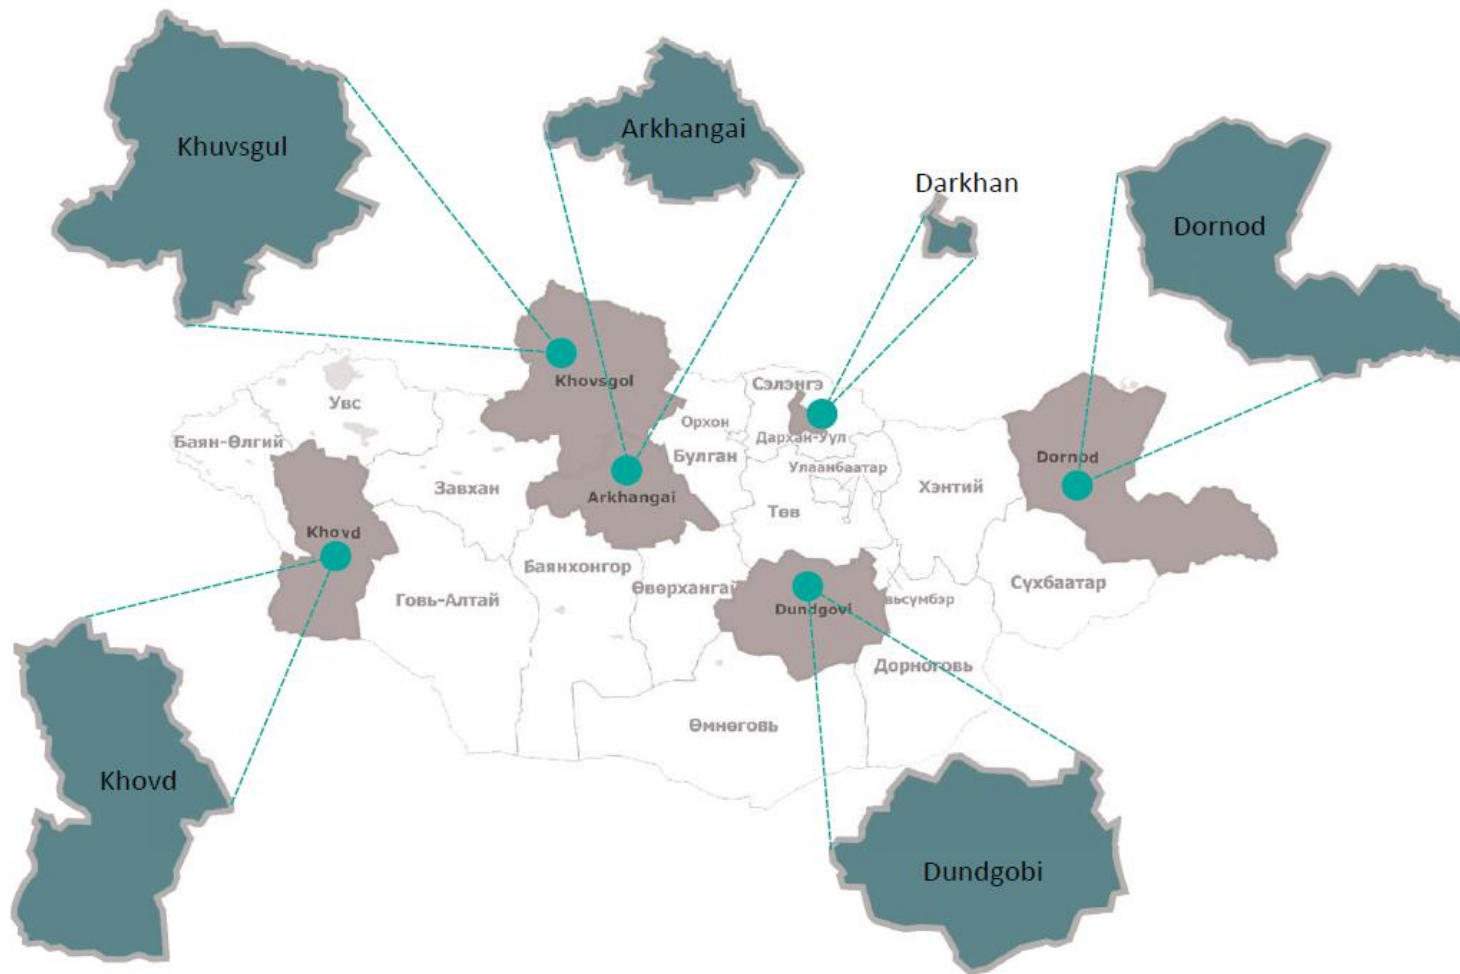 Khuvsgul
Arkhangai
Darkhan
Dornod
Khovsgol
Сэлэнгэ
Увс
Орхон
Баян-Өлгий
Дархан-Уул
Булган
Dornod
Улаанбаатар
Завхан
Arkhangai
Хэнтий
Төв
Khovd
Баянхонгор
Өвөрхангай
Сүхбаатар
Говь-Алтай
Dundgovi
вьсүмбэр
Дорноговь
Өмнөговь
Khovd
Dundgobi